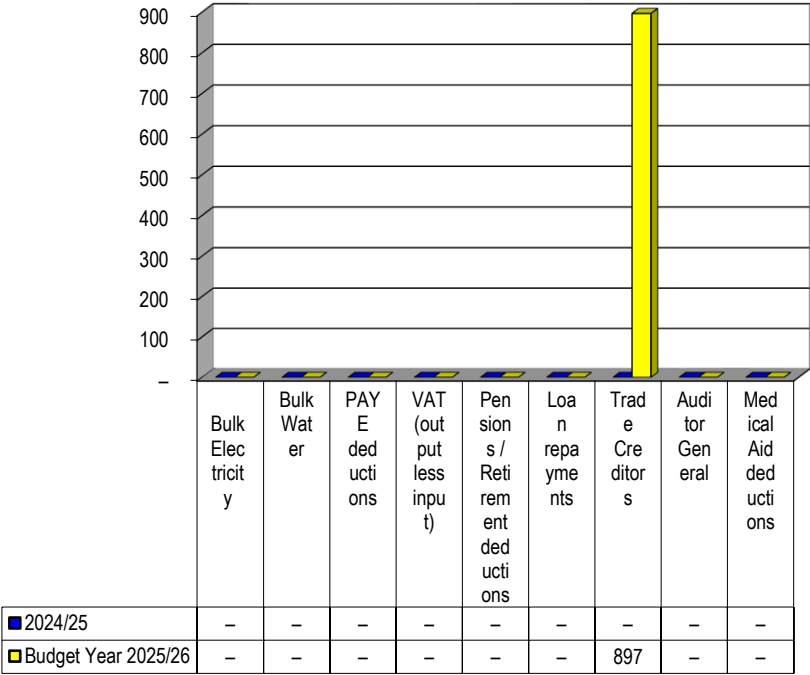 900
800
700
600
500
400
300
200
100
–
Bulk
Elec
tricit
y
Bulk
Wat
er
PAY
E
ded
ucti
ons
VAT
(out
put
less
inpu
t)
Pen
sion
s /
Reti
rem
ent
ded
ucti
ons
Loa
n
repa
yme
nts
Trad
e
Cre
ditor
s
Audi
tor
Gen
eral
Med
ical
Aid
ded
ucti
ons
2024/25 – – – – – – – – –
Budget Year 2025/26 – – – – – – 897 – –